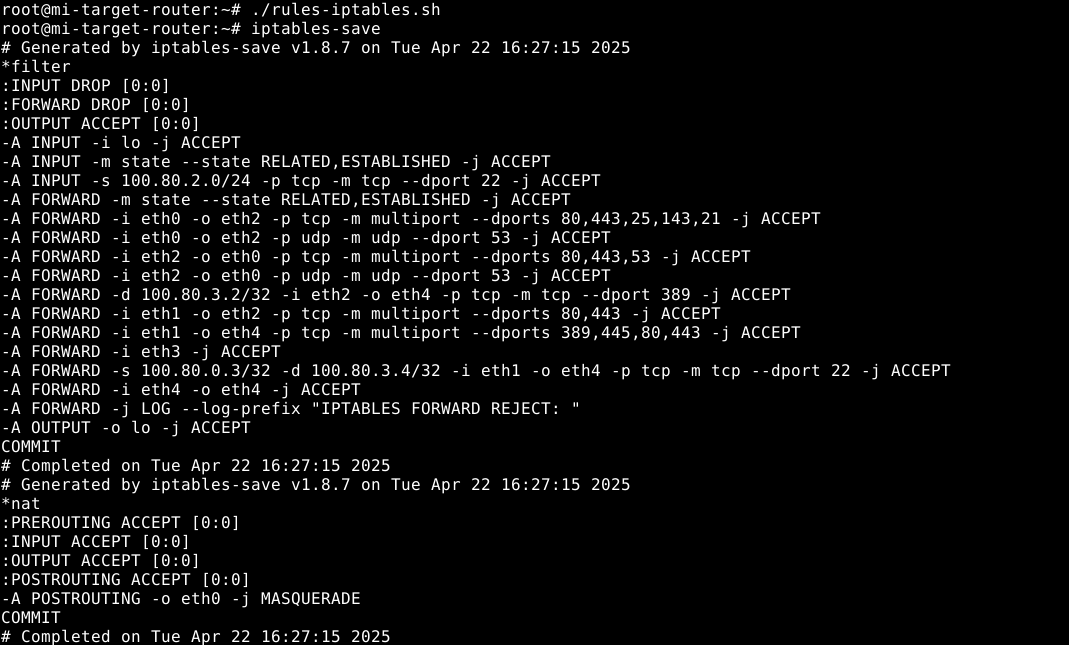 root@mi-target-router:~# ./rules-iptables.sh
root@mi-target-router:~# iptables-save
# Generated by iptables-save v1.8.7 on Tue Apr 22 16:27:15 2025
*filter
:INPUT DROP [0:0]
:FORWARD DROP [0:0]
:OUTPUT ACCEPT [0:0]
-A INPUT -i lo -j ACCEPT
-A INPUT -m state --state RELATED,ESTABLISHED -j ACCEPT
-A INPUT -s 100.80.2.0/24 -p tcp -m tcp --dport 22 -j ACCEPT
-A FORWARD -m state --state RELATED,ESTABLISHED -j ACCEPT
-A FORWARD -i eth0 -o eth2 -p tcp -m multiport --dports 80,443,25,143,21 -j ACCEPT
-A FORWARD -i eth0 -o eth2 -p udp -m udp --dport 53 -j ACCEPT
-A FORWARD -i eth2 -o eth0 -p tcp -m multiport --dports 80,443,53 -j ACCEPT
-A FORWARD -i eth2 -o eth0 -p udp -m udp --dport 53 -j ACCEPT
-A FORWARD -d 100.80.3.2/32 -i eth2 -o eth4 -p tcp -m tcp --dport 389 -j ACCEPT
-A FORWARD -i eth1 -o eth2 -p tcp -m multiport --dports 80,443 -j ACCEPT
-A FORWARD -i eth1 -o eth4 -p tcp -m multiport --dports 389,445,80,443 -j ACCEPT
-A FORWARD -i eth3 -j ACCEPT
-A FORWARD -s 100.80.0.3/32 -d 100.80.3.4/32 -i eth1 -o eth4 -p tcp -m tcp --dport 22 -j ACCEPT
-A FORWARD -i eth4 -o eth4 -j ACCEPT
-A FORWARD -j LOG --log-prefix "IPTABLES FORWARD REJECT: "
-A OUTPUT -o lo -j ACCEPT
COMMIT
# Completed on Tue Apr 22 16:27:15 2025
# Generated by iptables-save v1.8.7 on Tue Apr 22 16:27:15 2025
*nat
:PREROUTING ACCEPT [0:0]
:INPUT ACCEPT [0:0]
:OUTPUT ACCEPT [0:0]
:POSTROUTING ACCEPT [0:0]
-A POSTROUTING -o eth0 -j MASQUERADE
COMMIT
# Completed on Tue Apr 22 16:27:15 2025